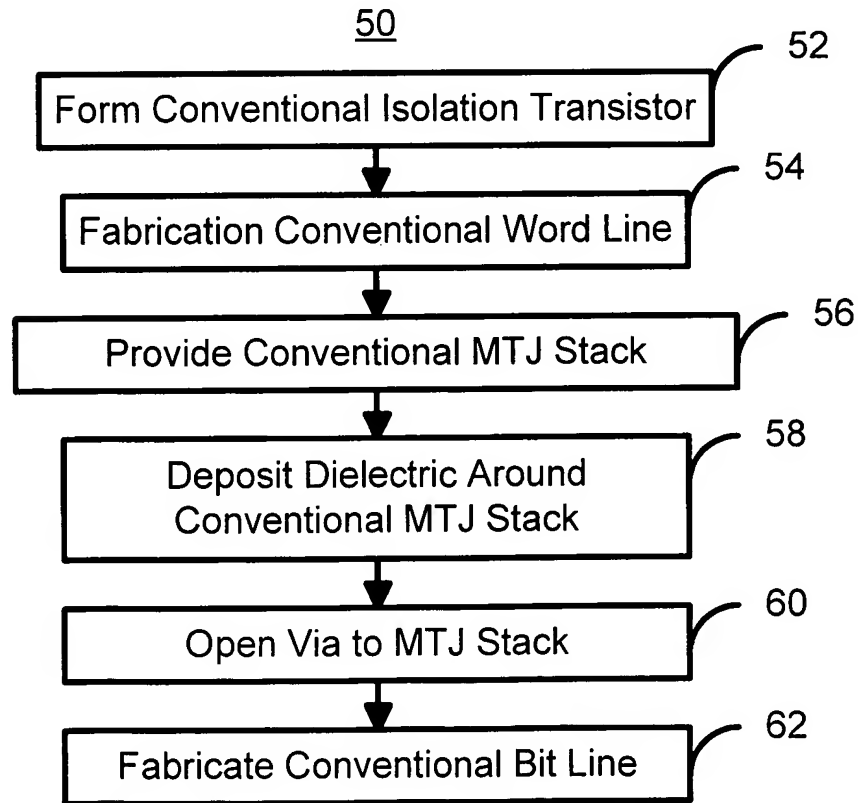 50
52
Form Conventional Isolation Transistor
54
Fabrication Conventional Word Line
56
Provide Conventional MTJ Stack
58
Deposit Dielectric Around
Conventional MTJ Stack
60
Open Via to MTJ Stack
62
Fabricate Conventional Bit Line